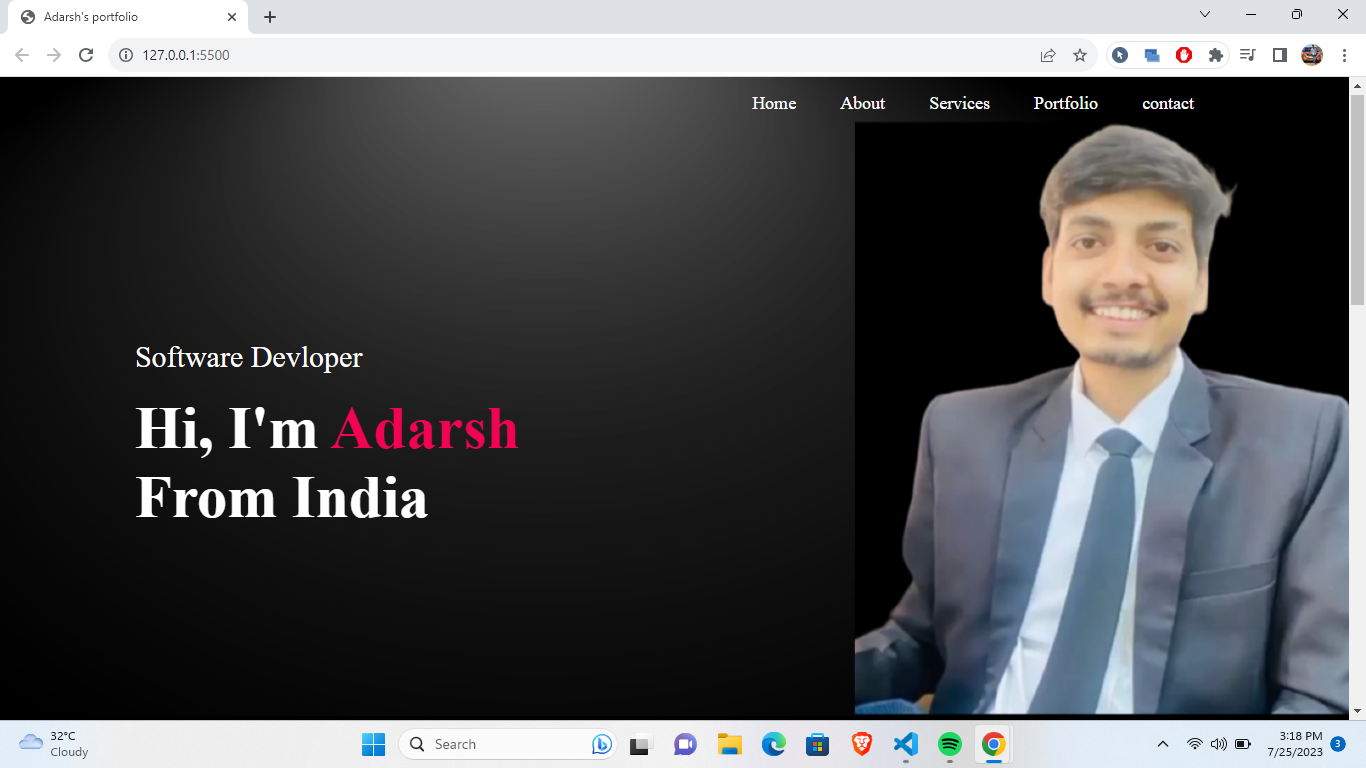 Adarsh's portfolio
127.0.0.1:5500
Home About Services Portfolio contact
Software Devloper
Hi, I'm Adarsh
From India
32°C
Cloudy
Search
3:18 PM
7/25/2023
3